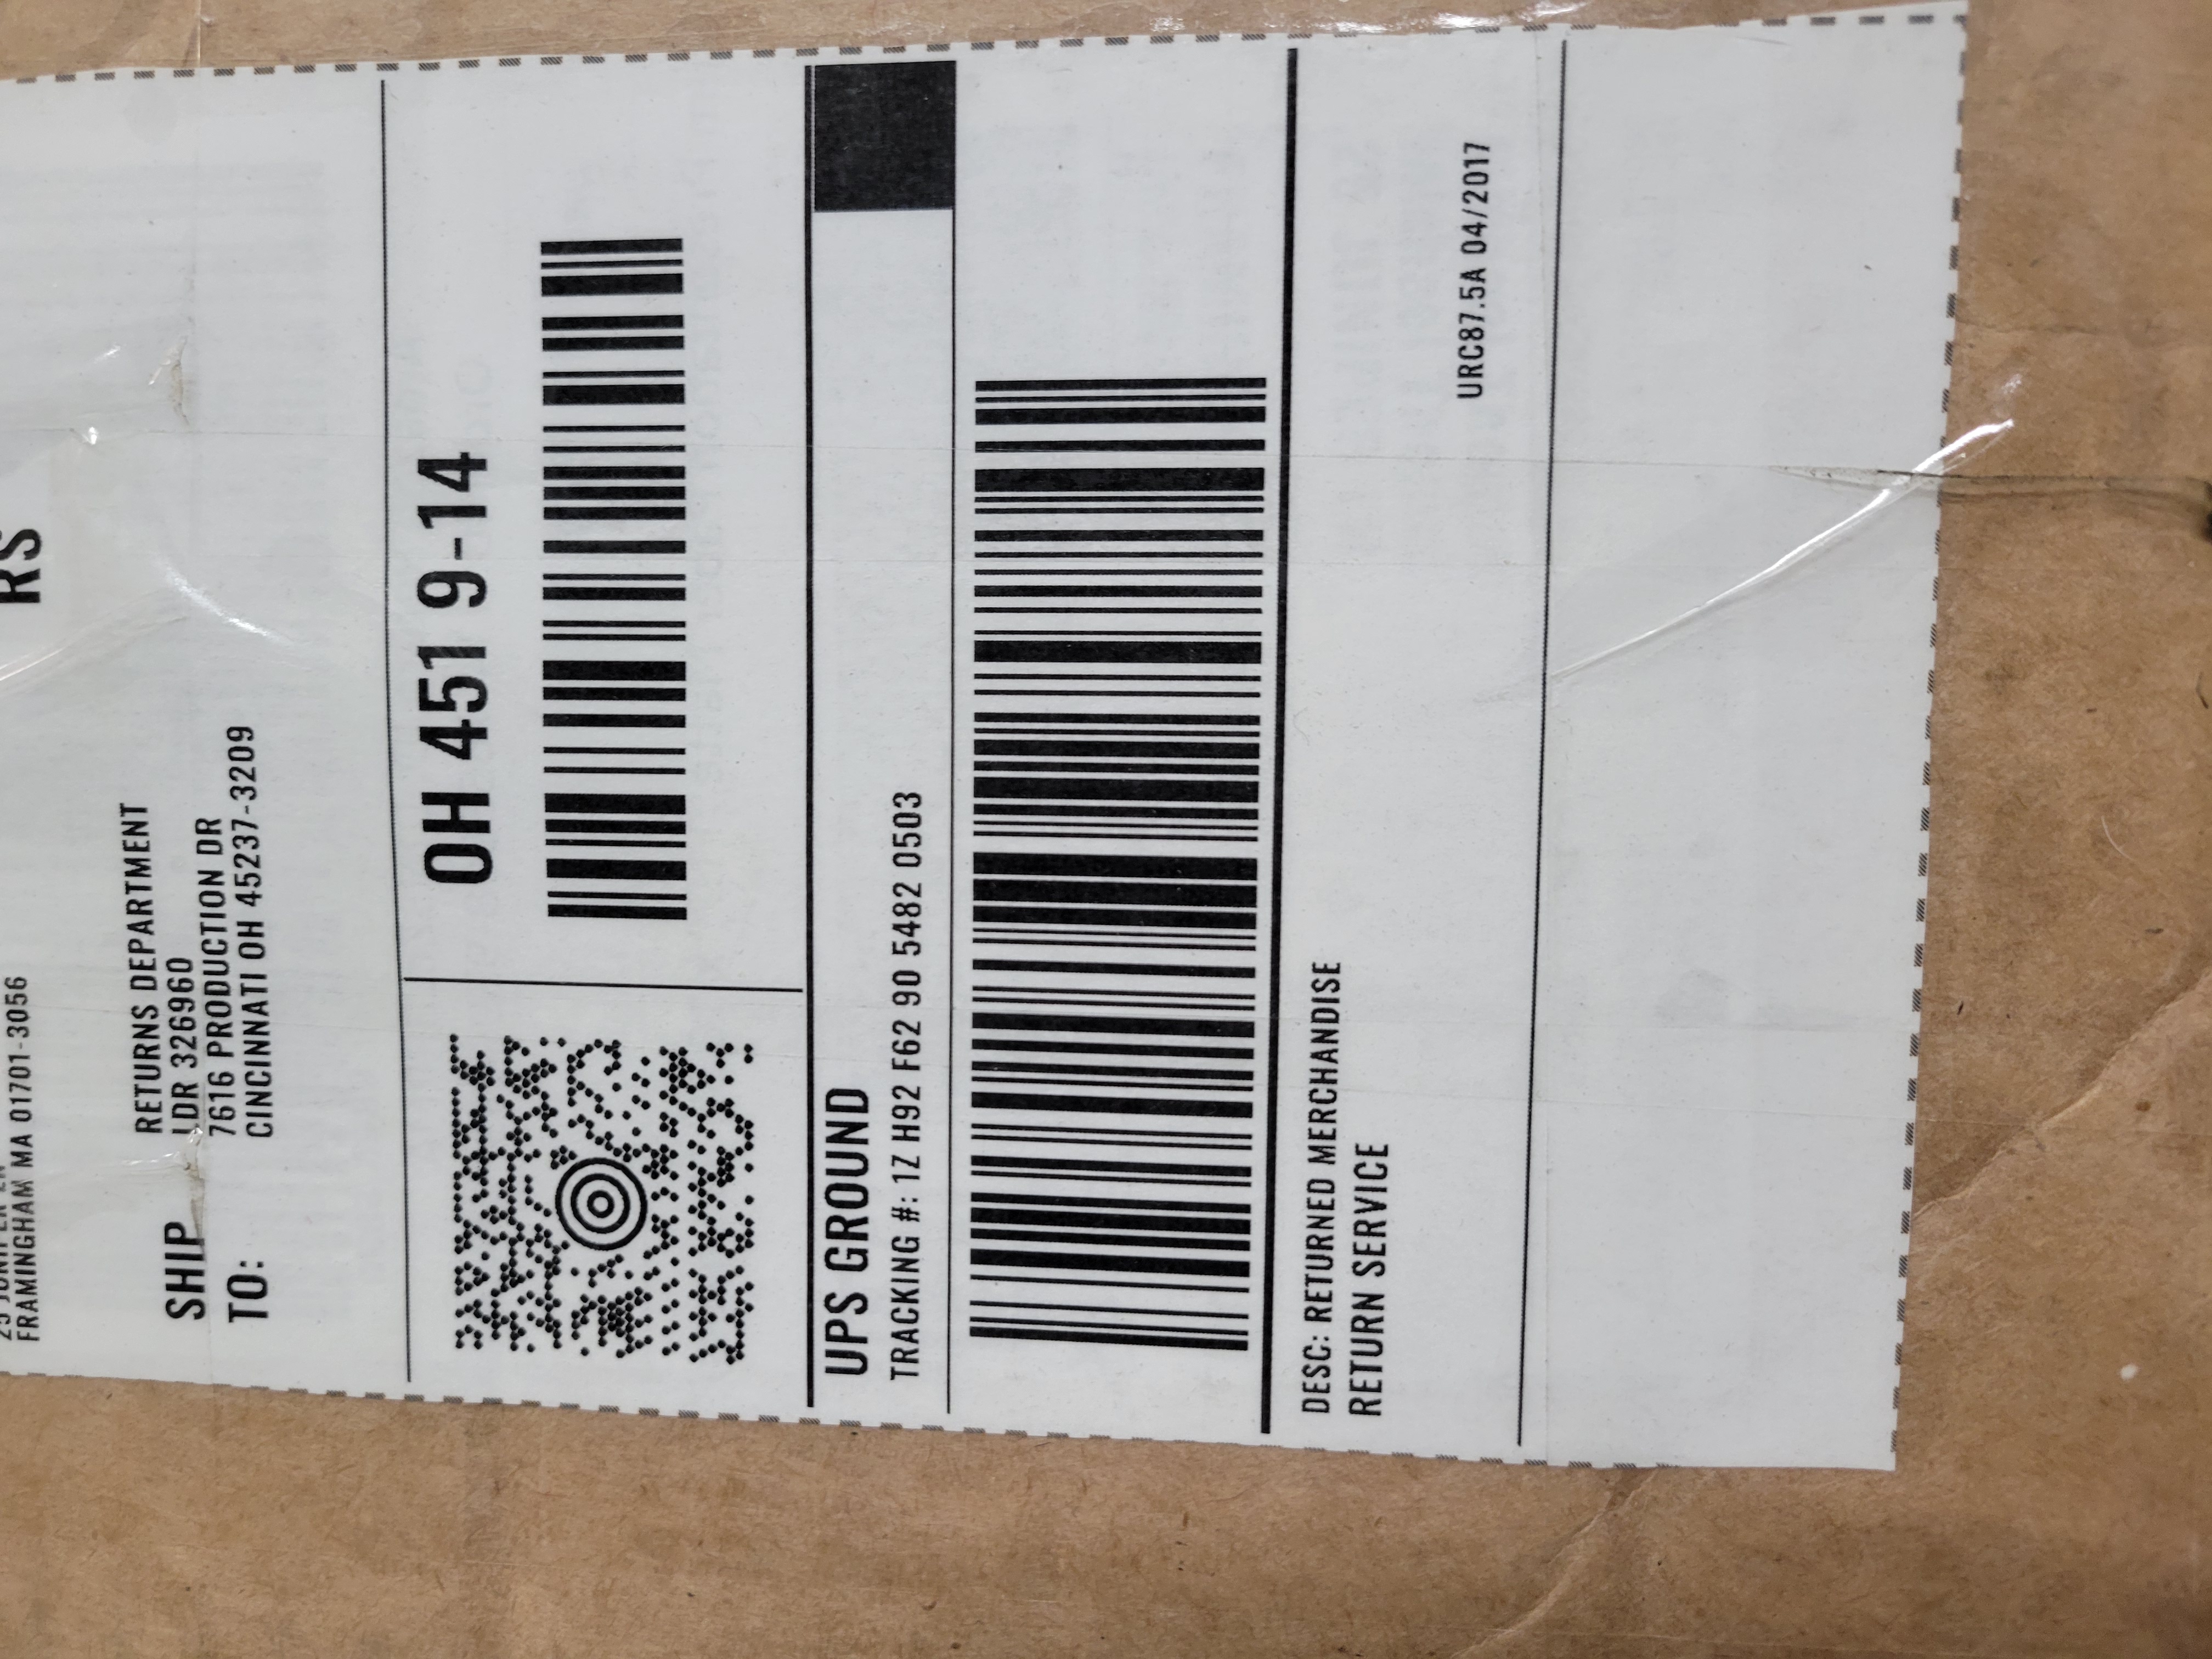 RS
FRAMINGHAM MA 01701-3056
SHIP
TO:
RETURNS DEPARTMENT
LDR 326960
7616 PRODUCTION DR
CINCINNATI OH 45237-3209
OH 451 9-14
UPS GROUND
TRACKING #: 1Z H92 F62 90 5482 0503
DESC: RETURNED MERCHANDISE
RETURN SERVICE
URC87.5A 04/2017